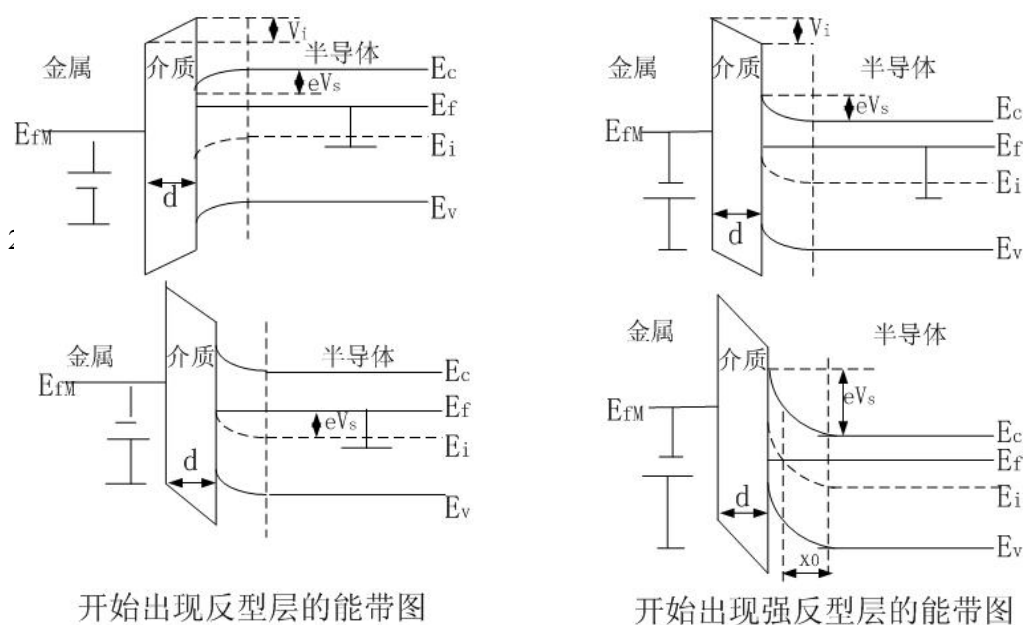 Vi
金属
介质
半导体
Ec
eVs
Ef
EfM
Ei
d
Ev
Vi
金属
介质
半导体
eVs
Ec
EfM
Ef
Ei
d
Ev
2
金属
介质
半导体
EfM
Ec
Ef
eVs
Ei
d
Ev
开始出现反型层的能带图
金属
介质
半导体
eVs
EfM
Ec
Ef
d
Ei
Ev
x0
开始出现强反型层的能带图